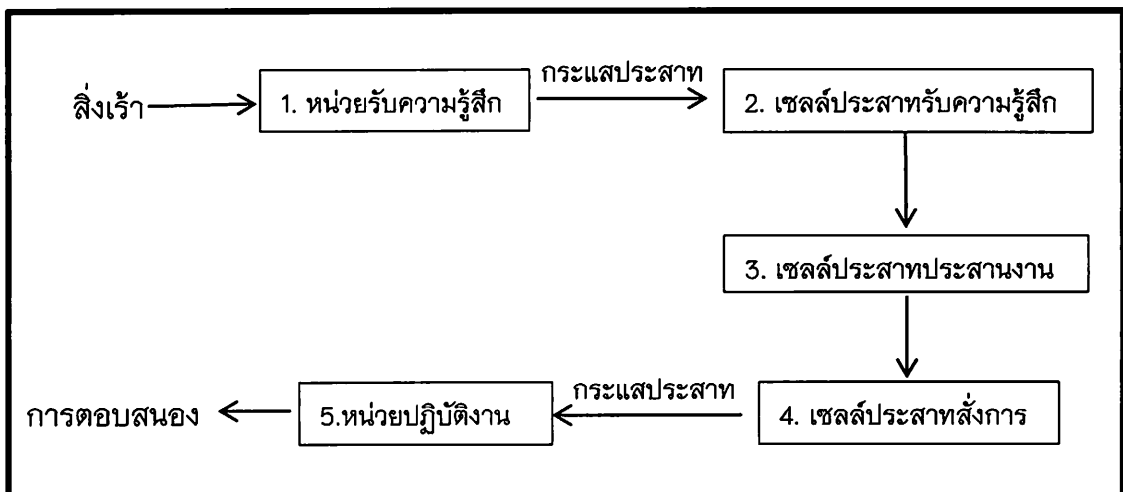 สิ่งเร้า
1. หน่วยรับความรู้สึก
กระแสประสาท
2. เซลล์ประสาทรับความรู้สึก
3. เซลล์ประสาทประสานงาน
4. เซลล์ประสาทสั่งการ
กระแสประสาท
5.หน่วยปฏิบัติงาน
การตอบสนอง